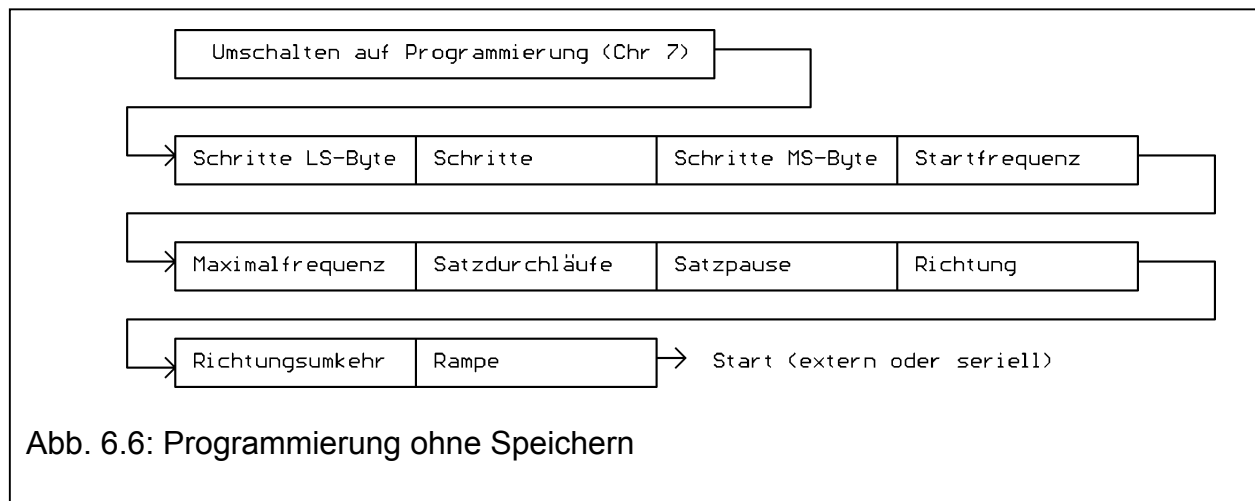 Umschalten auf Programmierung (Chr 7)
Schritte LS-Byte Schritte Schritte MS-Byte Startfrequenz
Maximalfrequenz Satzdurchläufe Satzpause Richtung
Richtungsumkehr Rampe Start (extern oder seriell)
Abb. 6.6: Programmierung ohne Speichern